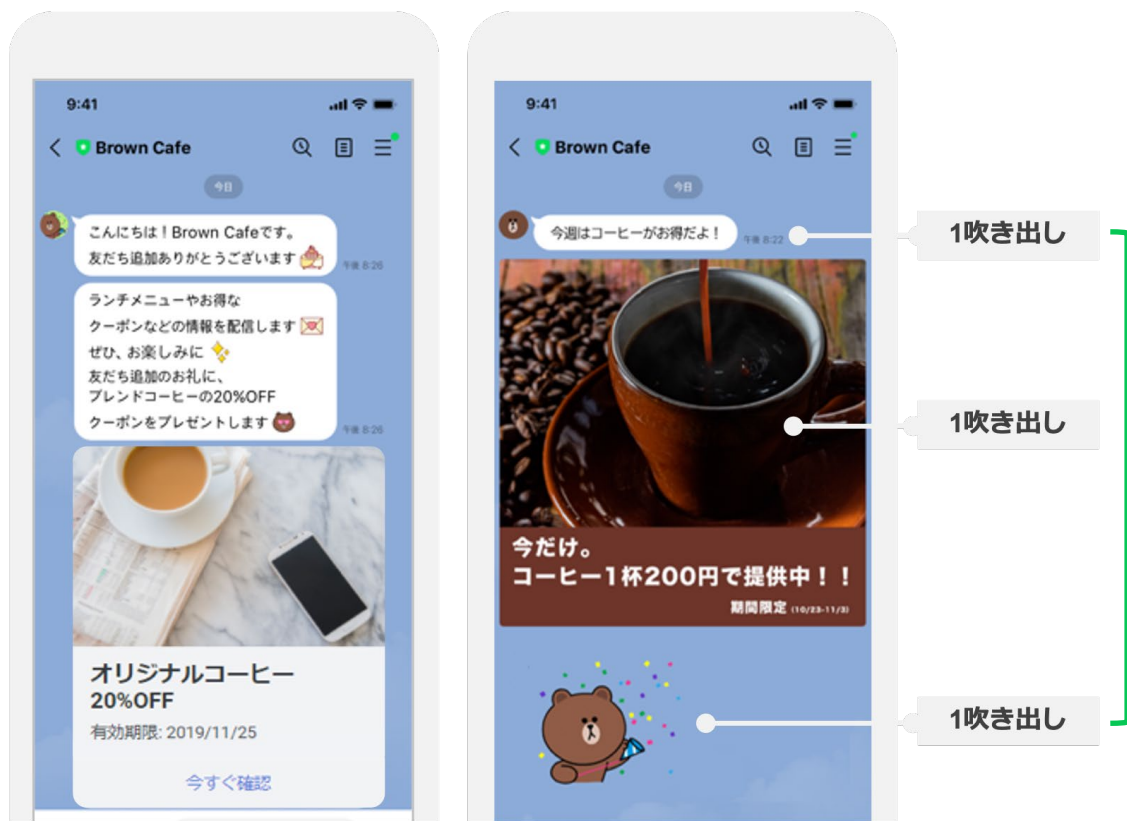 9:41
Brown Cafe
今日
こんにちは！Brown Cafeです。
友だち追加ありがとうございます
午後 8:26
ランチメニューやお得な
クーポンなどの情報を配信します
ぜひ、お楽しみに
友だち追加のお礼に、
ブレンドコーヒーの20%OFF
クーポンをプレゼントします
午後 8:26
オリジナルコーヒー
20%OFF
有効期限: 2019/11/25
今すぐ確認
9:41
Brown Cafe
今日
今週はコーヒーがお得だよ！
午後 8:22
今だけ。
コーヒー1杯200円で提供中！！
期間限定 (10/23-11/3)
1吹き出し
1吹き出し
1吹き出し